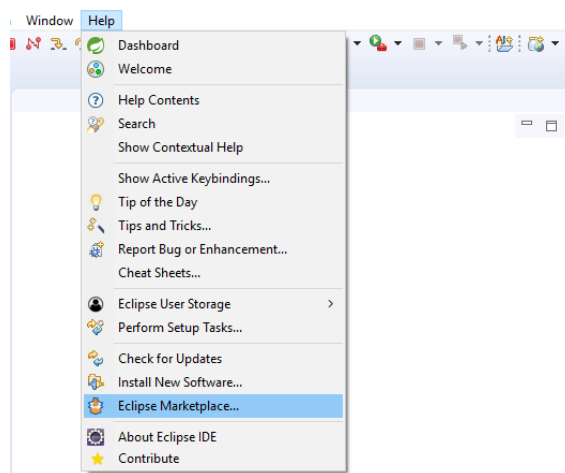 Window Help
Dashboard
Welcome
Help Contents
Search
Show Contextual Help
Show Active Keybindings...
Tip of the Day
Tips and Tricks...
Report Bug or Enhancement...
Cheat Sheets...
Eclipse User Storage
Perform Setup Tasks...
Check for Updates
Install New Software...
Eclipse Marketplace...
About Eclipse IDE
Contribute